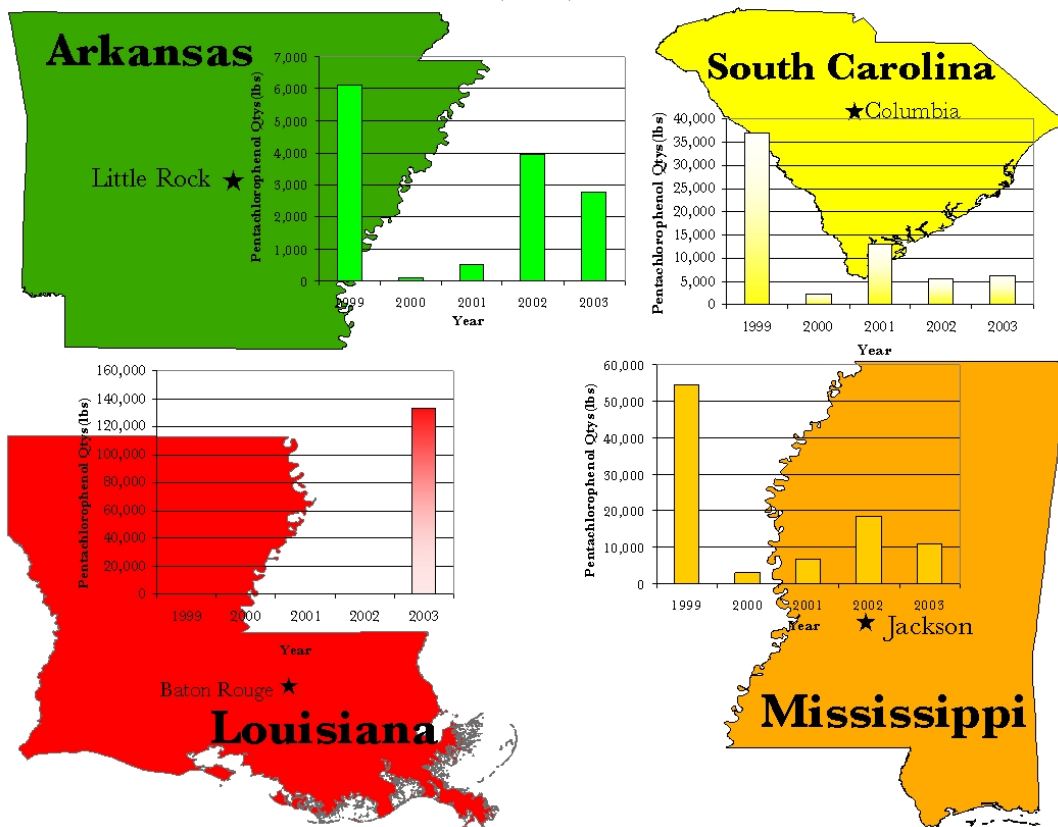 Arkansas
Little Rock
Pentachlorophenol Qtys (lbs)
7,000
6,000
5,000
4,000
3,000
2,000
1,000
0
1999 2000 2001 2002 2003
Year
South Carolina
Columbia
Pentachlorophenol Qtys (lbs)
40,000
35,000
30,000
25,000
20,000
15,000
10,000
5,000
0
1999 2000 2001 2002 2003
Year
Pentachlorophenol Qtys (lbs)
160,000
140,000
120,000
100,000
80,000
60,000
40,000
20,000
0
1999 2000 2001 2002 2003
Year
Baton Rouge
Louisiana
Pentachlorophenol Qtys (lbs)
60,000
50,000
40,000
30,000
20,000
10,000
0
1999 2000 2001 2002 2003
Year
Jackson
Mississippi